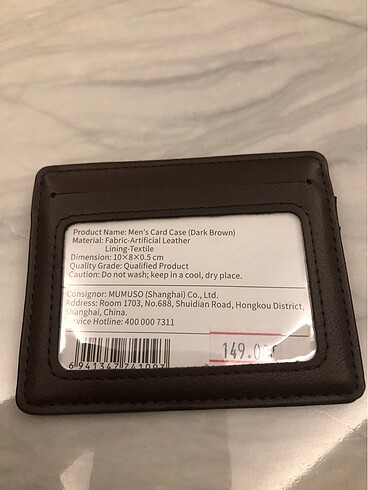 Product Name: Men's Card Case (Dark Brown)
Material: Fabric-Artificial Leather
Lining-Textile
Dimension: 10×8×0.5 cm
Quality Grade: Qualified Product
Caution: Do not wash; keep in a cool, dry place.
Consignor: MUMUSO (Shanghai) Co., Ltd.
Address: Room 1703, No.688, Shuidian Road, Hongkou District,
Shanghai, China.
Service Hotline: 400 000 7311
149.00